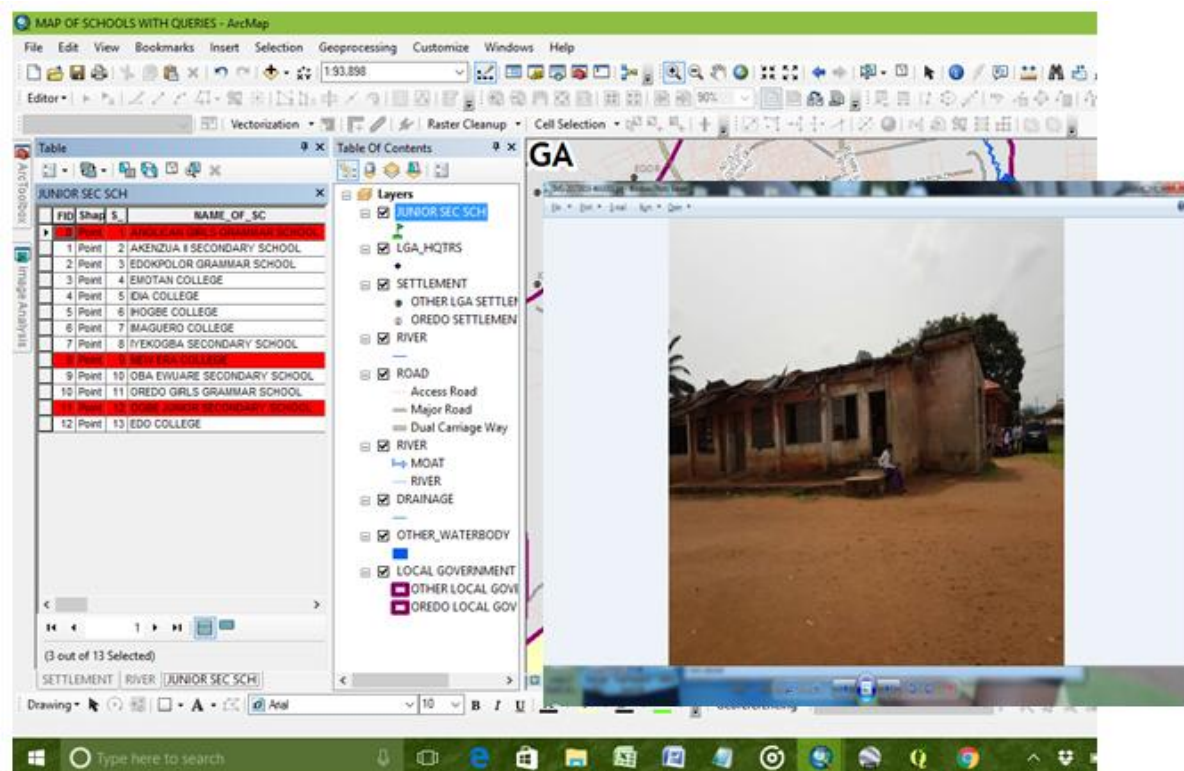 MAP OF SCHOOLS WITH QUERIES - ArcMap
File Edit View Bookmarks Insert Selection Geoprocessing Customize Windows Help
1:93,898
Editor
90%
Vectorization Raster Cleanup Cell Selection
Table
JUNIOR SEC SCH
FID Shap S_ NAME_OF_SC
0 Point 1 ANGLICAN GIRLS GRAMMAR SCHOOL
1 Point 2 AKENZUA II SECONDARY SCHOOL
2 Point 3 EDOKPOLOR GRAMMAR SCHOOL
3 Point 4 EMOTAN COLLEGE
4 Point 5 IDIA COLLEGE
5 Point 6 IHOGBE COLLEGE
6 Point 7 IMAGUERO COLLEGE
7 Point 8 IYEKOGBA SECONDARY SCHOOL
8 Point 9 NEW ERA COLLEGE
9 Point 10 OBA EWUARE SECONDARY SCHOOL
10 Point 11 OREDO GIRLS GRAMMAR SCHOOL
11 Point 12 OGBE JUNIOR SECONDARY SCHOOL
12 Point 13 EDO COLLEGE
1
(3 out of 13 Selected)
SETTLEMENT RIVER JUNIOR SEC SCH
ArcToolbox
Image Analysis
Table Of Contents
Layers
JUNIOR SEC SCH
LGA_HQTRS
SETTLEMENT
OTHER LGA SETTLEM
OREDO SETTLEMEN
RIVER
ROAD
Access Road
Major Road
Dual Carriage Way
RIVER
MOAT
RIVER
DRAINAGE
OTHER_WATERBODY
LOCAL GOVERNMENT
OTHER LOCAL GOVE
OREDO LOCAL GOV
GA
Drawing A Arial 10 B I U
Type here to search